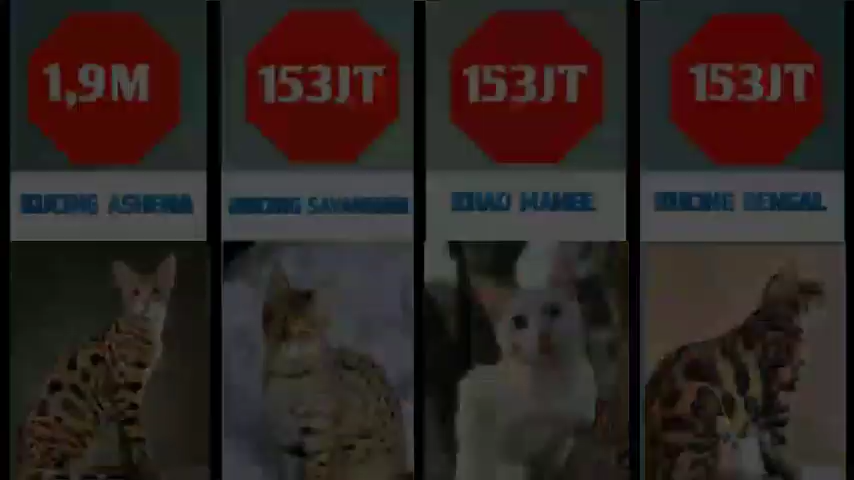 1,9M
153JT
153JT
153JT
KUCING ASHERA
KUCING SAVANNAH
KHAO MANEE
KUCING BENGAL